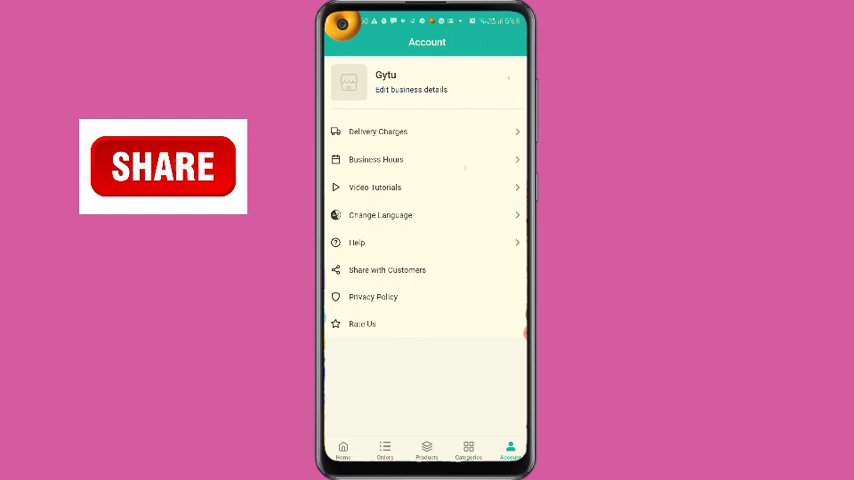 SHARE
Account
Gytu
Edit business details
Delivery Charges
Business Hours
Video Tutorials
Change Language
Help
Share with Customers
Privacy Policy
Rate Us
Home
Orders
Products
Categories
Account